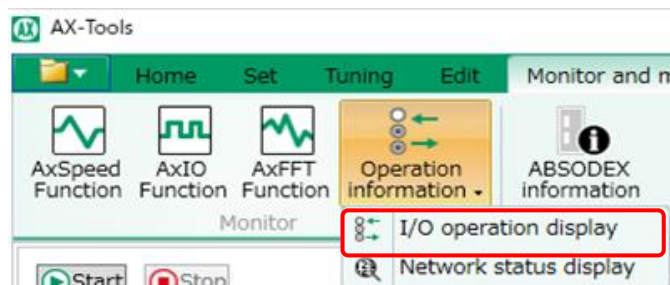 AX AX-Tools
Home Set Tuning Edit Monitor and m
AxSpeed Function
AxIO Function
AxFFT Function
Operation information
ABSODEX information
Monitor
I/O operation display
Network status display
Start Stop